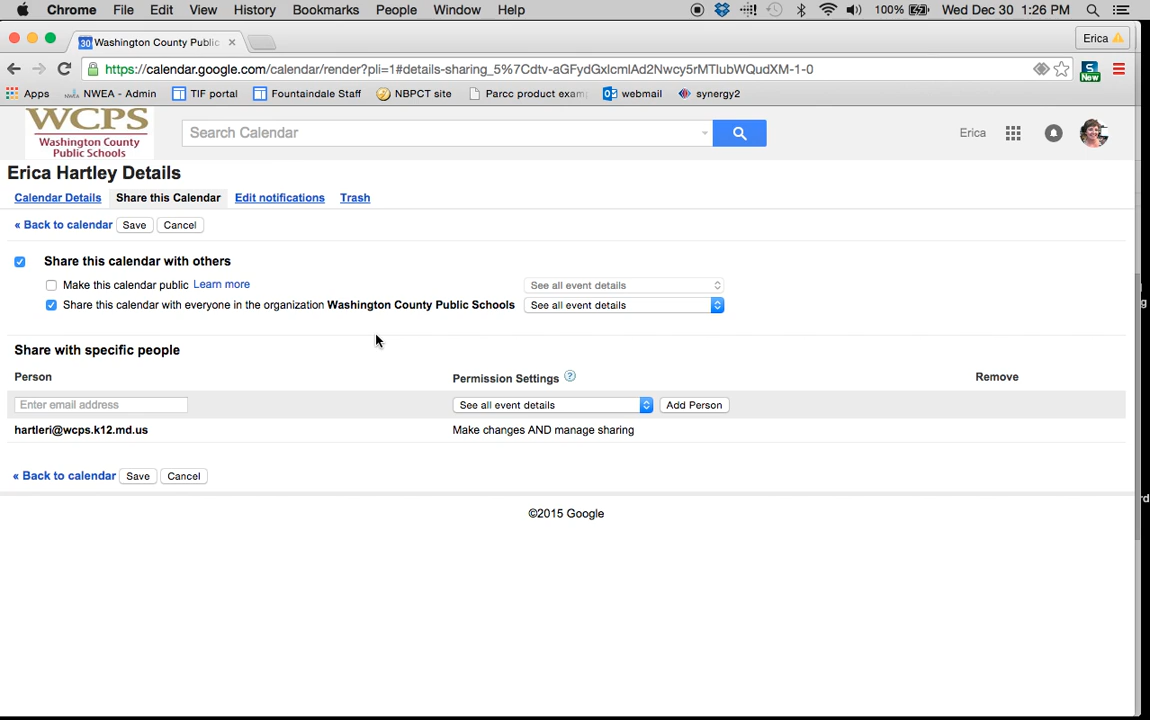 Chrome File Edit View History Bookmarks People Window Help 100% Wed Dec 30 1:26 PM
30 Washington County Public Erica
https://calendar.google.com/calendar/render?pli=1#details-sharing_5%7Cdtv-aGFydGxlcmlAd2Nwcy5rMTIubWQudXM-1-0 New
Apps NWEA - Admin TIF portal Fountaindale Staff NBPCT site Parcc product exam webmail synergy2
WCPS
Washington County
Public Schools
Search Calendar
Erica
Erica Hartley Details
Calendar Details Share this Calendar Edit notifications Trash
« Back to calendar Save Cancel
Share this calendar with others
Make this calendar public Learn more See all event details
Share this calendar with everyone in the organization Washington County Public Schools See all event details
Share with specific people
Person Permission Settings ? Remove
Enter email address See all event details Add Person
hartleri@wcps.k12.md.us Make changes AND manage sharing
« Back to calendar Save Cancel
©2015 Google